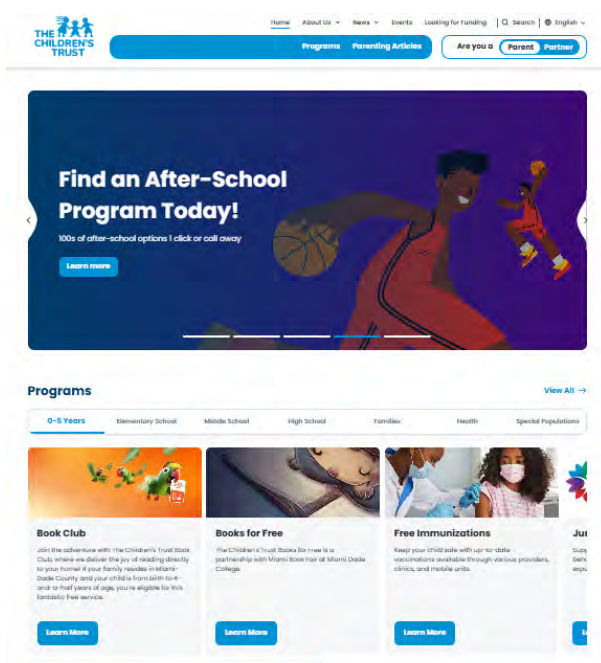 THE
CHILDREN'S
TRUST
Home About Us News Events Looking for Funding Search English
Programs Parenting Articles Are you a Parent Partner
Find an After-School
Program Today!
100s of after-school options 1 click or call away
Learn more
Programs
View All →
0-5 Years Elementary School Middle School High School Families Health Special Populations
Book Club
Join the adventure with The Children's Trust Book
Club, where we deliver the joy of reading directly
to your home! If your family resides in Miami-
Dade County and your child is from birth to 4-
and-a-half years of age, you're eligible for this
fantastic free service.
Learn More
Books for Free
The Children's Trust Books for Free is a
partnership with Miami Book Fair at Miami Dade
College.
Learn More
Free Immunizations
Keep your child safe with up-to-date
vaccinations available through various providers,
clinics, and mobile units.
Learn More